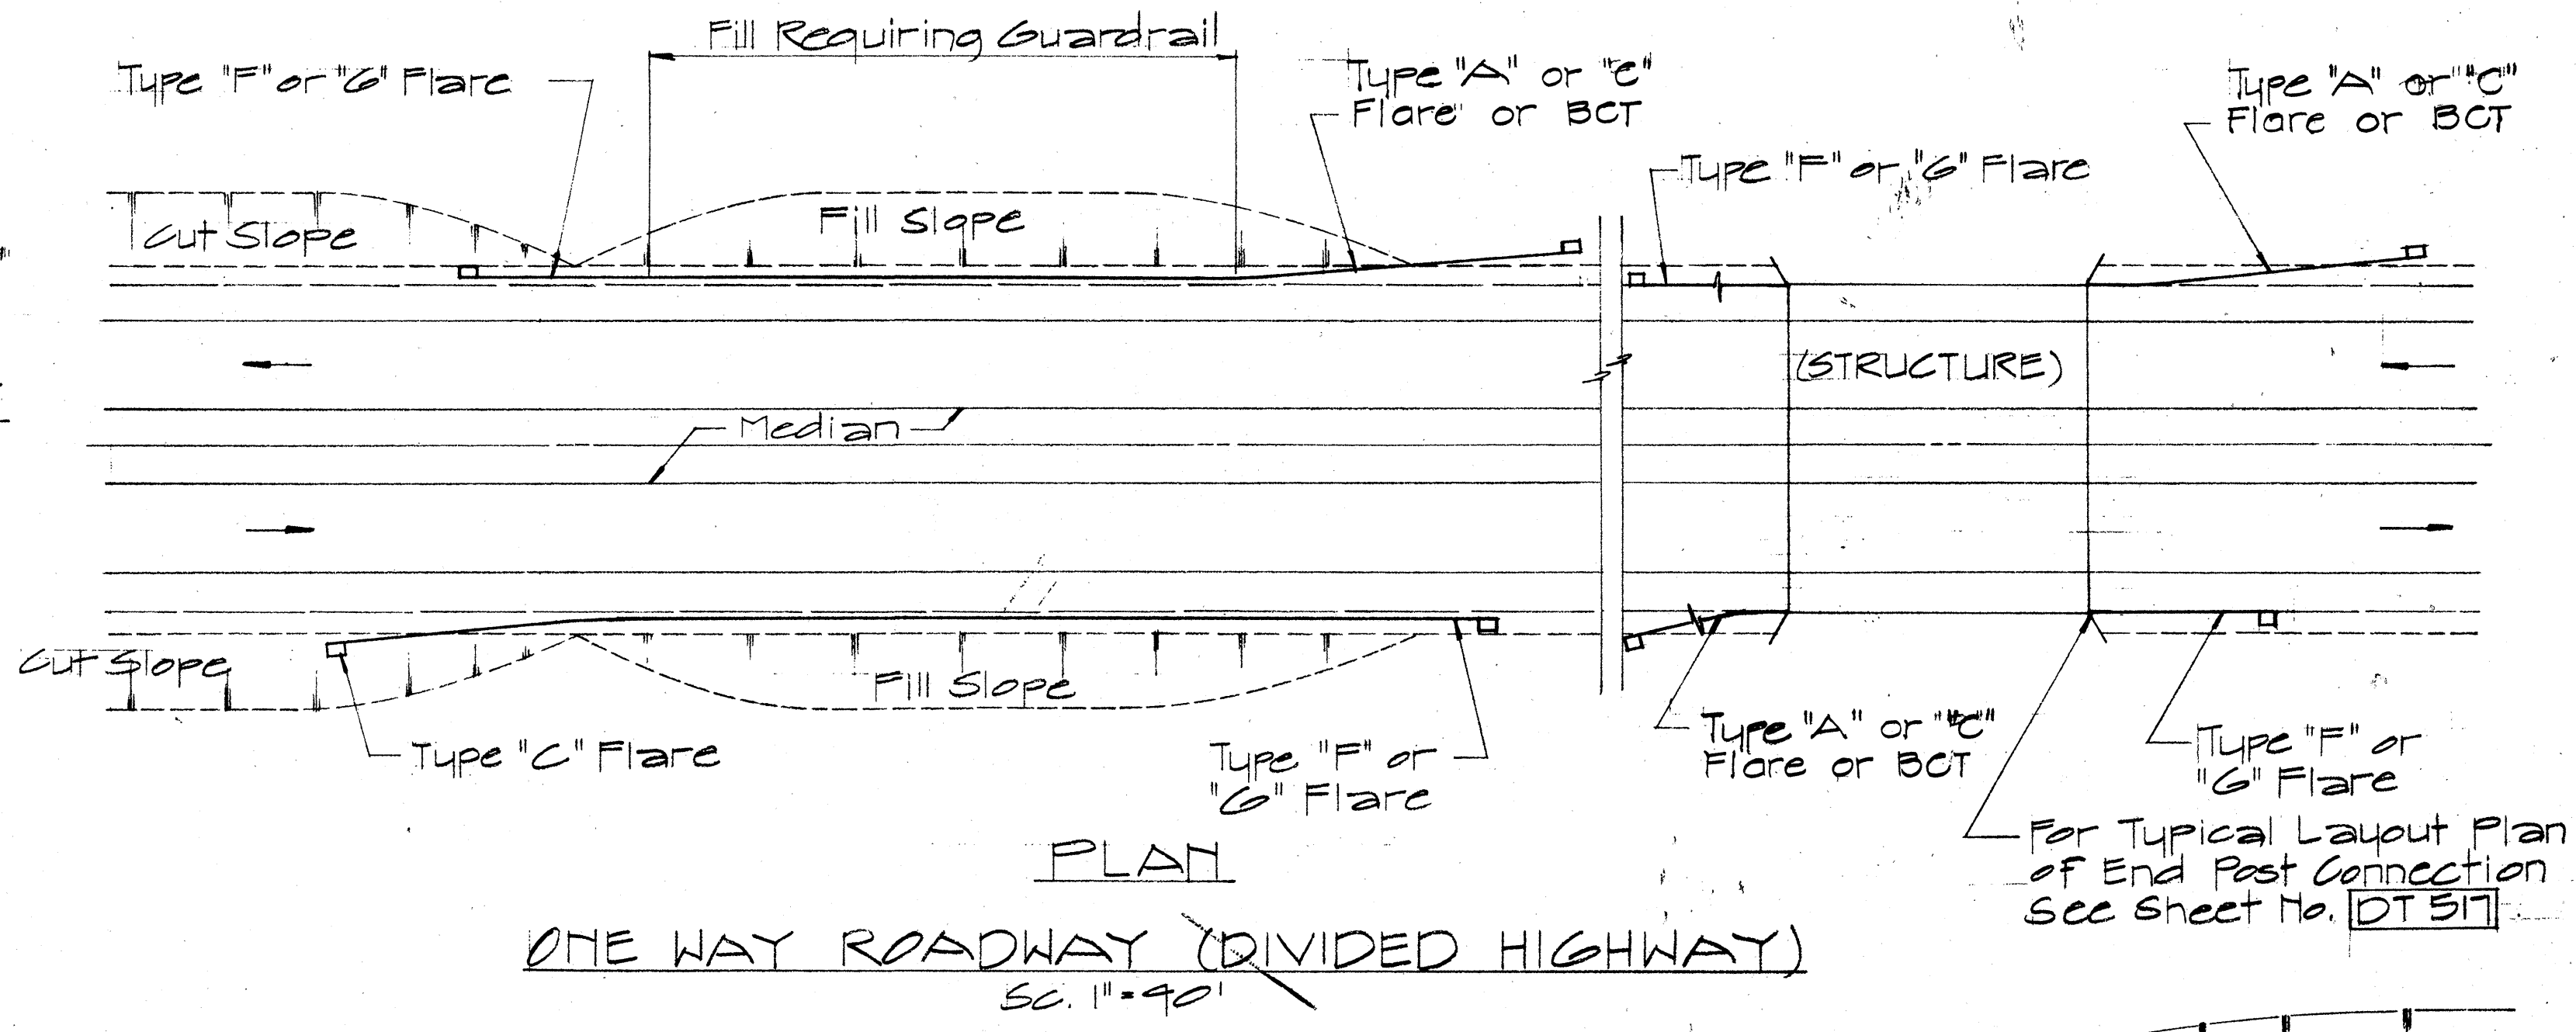 Fill Requiring Guardrail
Type "F" or "G" Flare
Type "A" or "C"
Flare or BCT
Type "A" or "C"
Flare or BCT
Type "F" or "G" Flare
Cut Slope
Fill Slope
(STRUCTURE)
Median
Cut Slope
Fill Slope
Type "C" Flare
Type "F" or
"G" Flare
Type "A" or "C"
Flare or BCT
Type "F" or
"G" Flare
For Typical Layout Plan
of End Post Connection
See Sheet No. DT 517
PLAN
ONE WAY ROADWAY (DIVIDED HIGHWAY)
Sc. 1"=40'